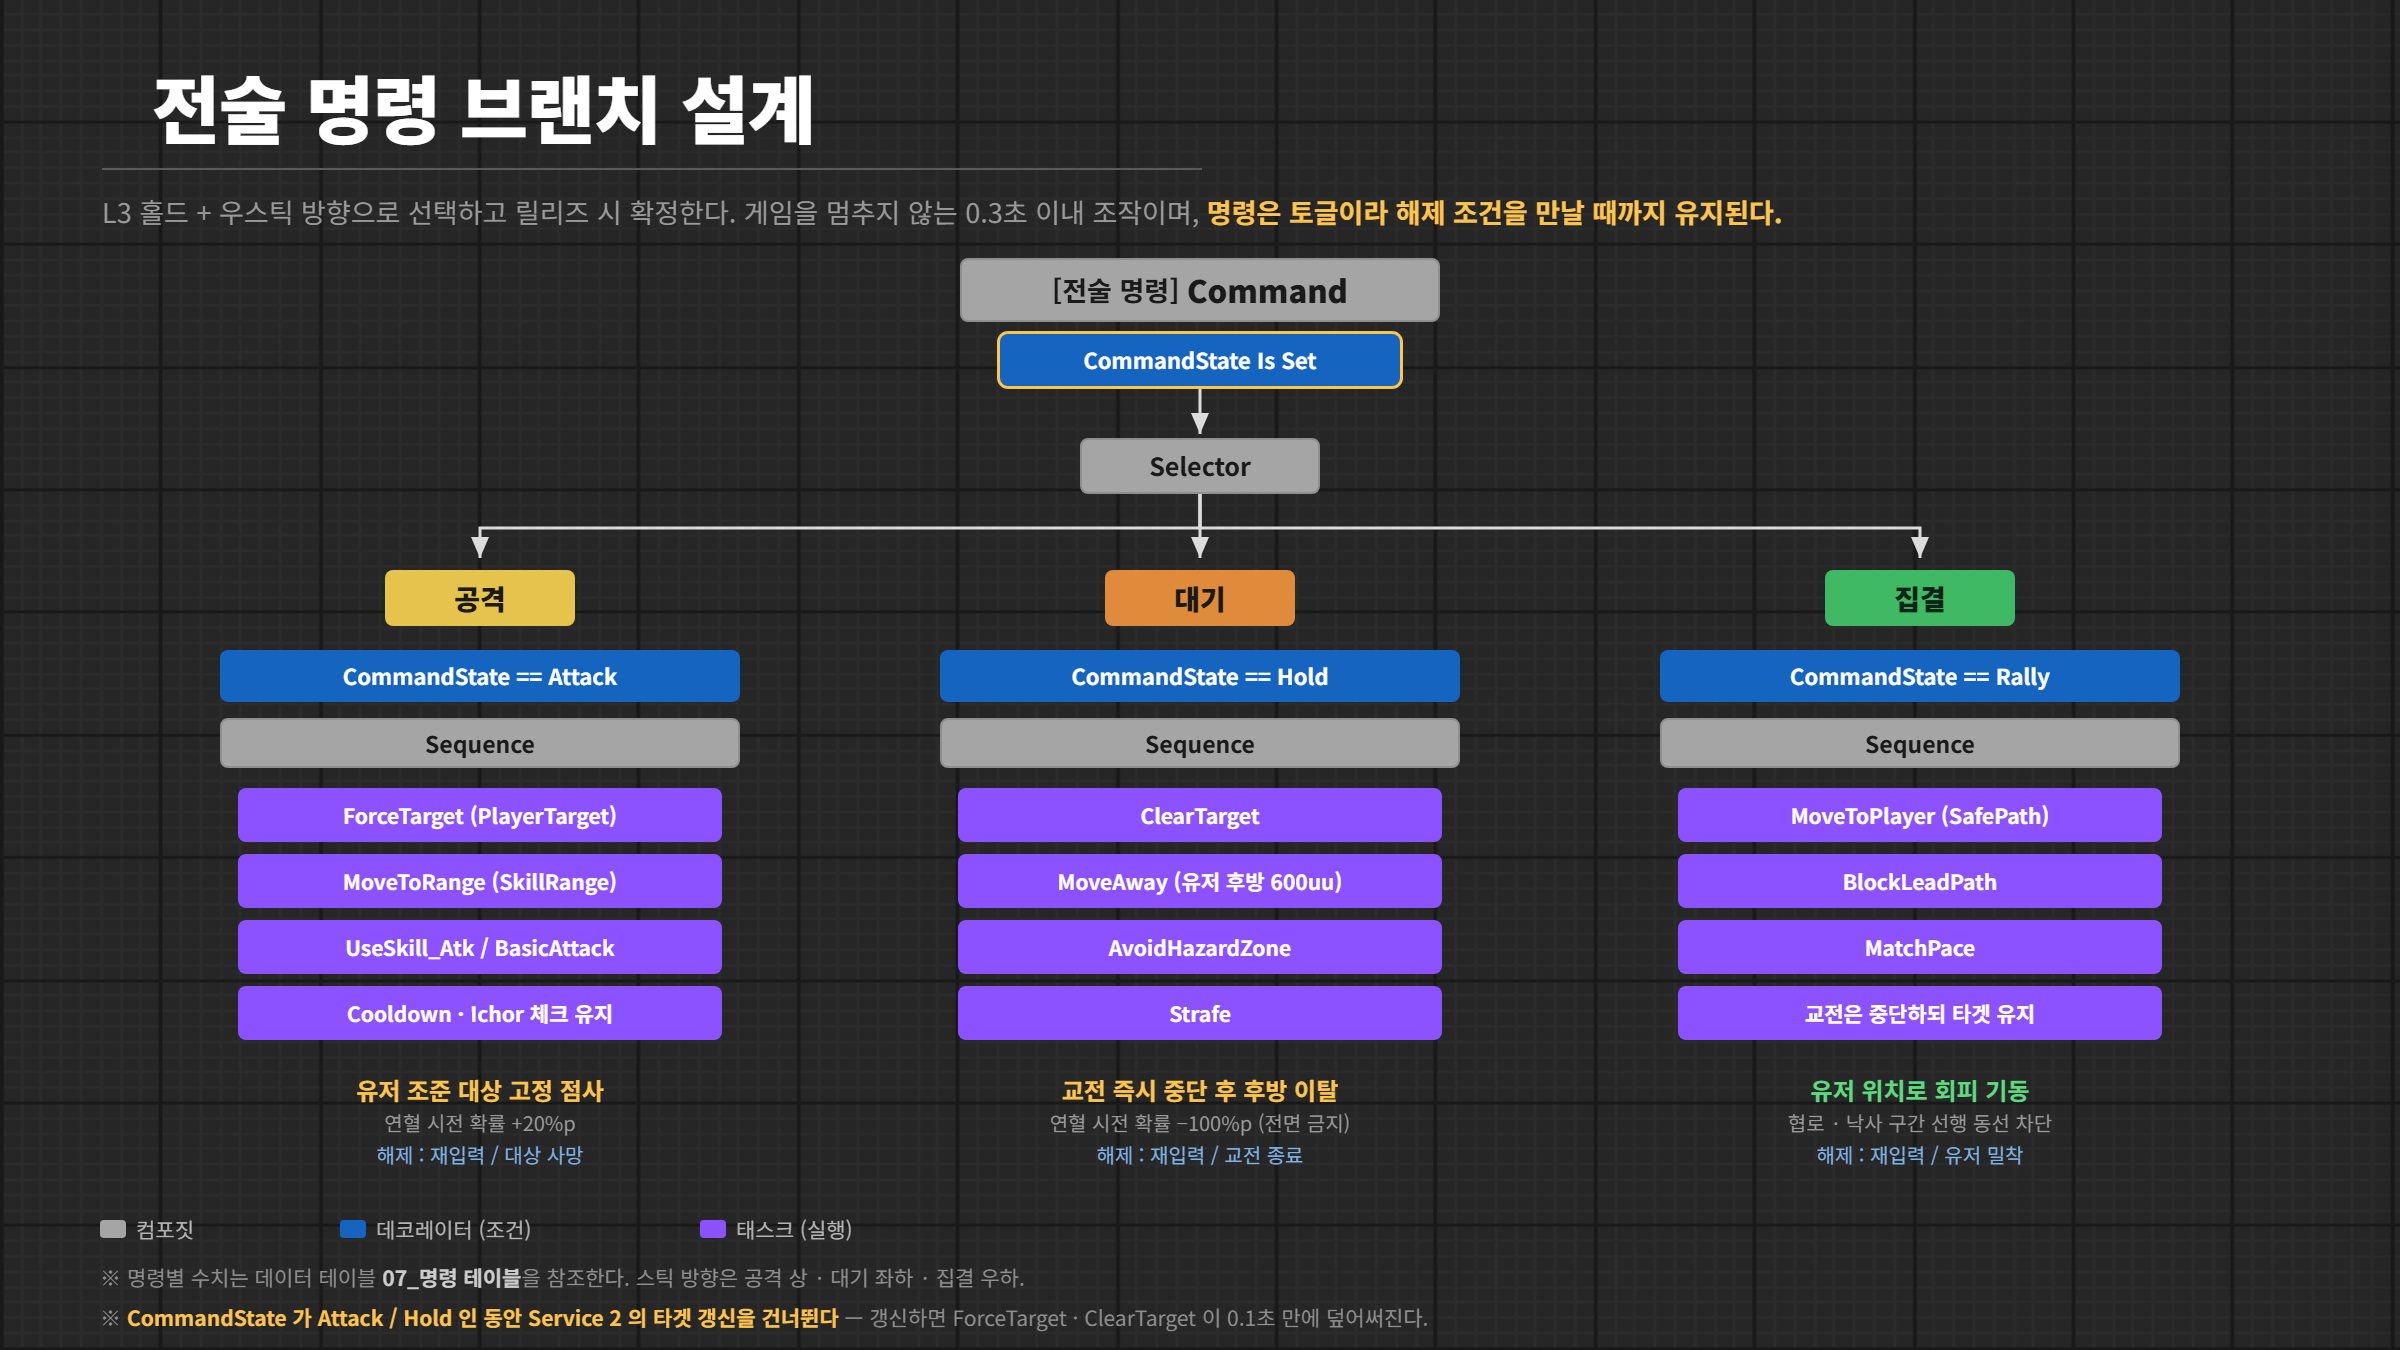 전술 명령 브랜치 설계
L3 홀드 + 우스틱 방향으로 선택하고 릴리즈 시 확정한다. 게임을 멈추지 않는 0.3초 이내 조작이며, 명령은 토글이라 해제 조건을 만날 때까지 유지된다.
[전술 명령] Command
CommandState Is Set
Selector
공격
대기
집결
CommandState == Attack
CommandState == Hold
CommandState == Rally
Sequence
Sequence
Sequence
ForceTarget (PlayerTarget)
ClearTarget
MoveToPlayer (SafePath)
MoveToRange (SkillRange)
MoveAway (유저 후방 600uu)
BlockLeadPath
UseSkill_Atk / BasicAttack
AvoidHazardZone
MatchPace
Cooldown · Ichor 체크 유지
Strafe
교전은 중단하되 타겟 유지
유저 조준 대상 고정 점사
교전 즉시 중단 후 후방 이탈
유저 위치로 회피 기동
연혈 시전 확률 +20%p
연혈 시전 확률 −100%p (전면 금지)
협로 · 낙사 구간 선행 동선 차단
해제 : 재입력 / 대상 사망
해제 : 재입력 / 교전 종료
해제 : 재입력 / 유저 밀착
컴포짓
데코레이터 (조건)
태스크 (실행)
※ 명령별 수치는 데이터 테이블 07_명령 테이블을 참조한다. 스틱 방향은 공격 상 · 대기 좌하 · 집결 우하.
※ CommandState 가 Attack / Hold 인 동안 Service 2 의 타겟 갱신을 건너뛴다 — 갱신하면 ForceTarget · ClearTarget 이 0.1초 만에 덮어써진다.